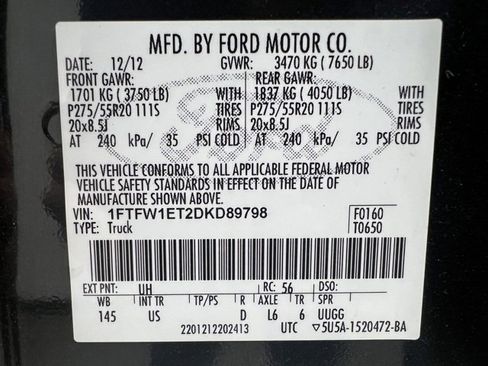 MFD. BY FORD MOTOR CO.
DATE: 12/12 GVWR: 3470 KG ( 7650 LB)
FRONT GAWR: REAR GAWR:
1701 KG ( 3750 LB) WITH 1837 KG ( 4050 LB) WITH
P275/55R20 111S TIRES P275/55R20 111S TIRES
20x8.5J RIMS 20x8.5J RIMS
AT 240 kPa/ 35 PSI COLD AT 240 kPa/ 35 PSI COLD
THIS VEHICLE CONFORMS TO ALL APPLICABLE FEDERAL MOTOR
VEHICLE SAFETY STANDARDS IN EFFECT ON THE DATE OF
MANUFACTURE SHOWN ABOVE.
VIN: 1FTFW1ET2DKD89798 F0160
TYPE: Truck T0650
EXT PNT: UH RC: 56 DSO:
WB INT TR TP/PS R AXLE TR SPR
145 US D L6 6 UUGG
2201212202413 UTC ▽5U5A-1520472-BA
Ford